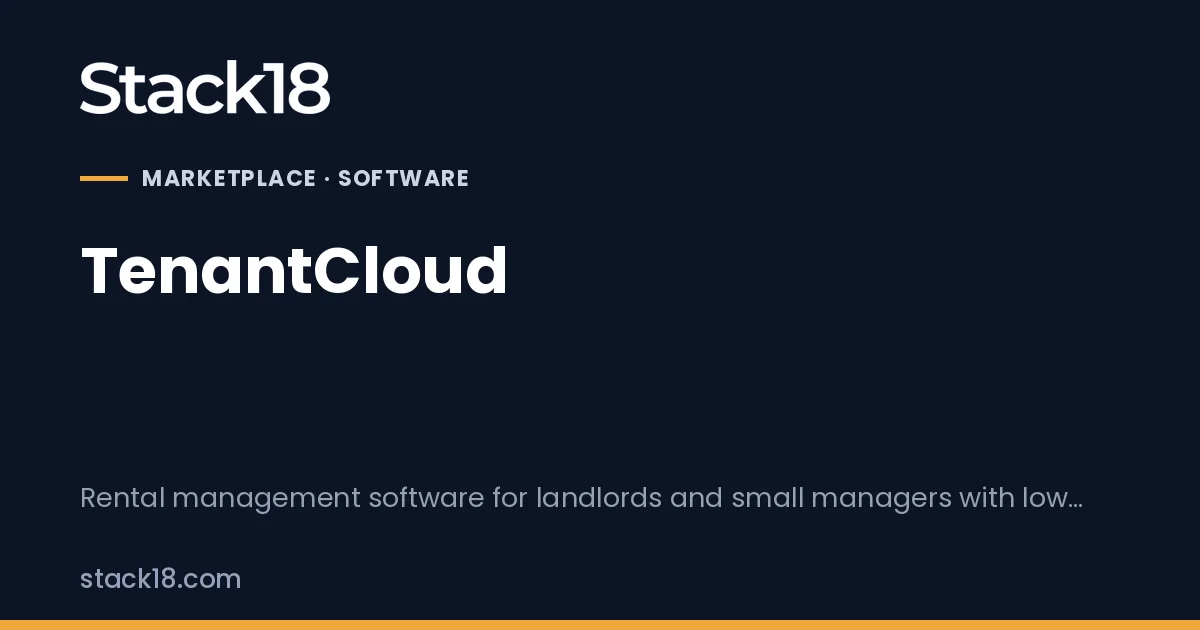 Stack18
MARKETPLACE · SOFTWARE
TenantCloud
Rental management software for landlords and small managers with low...
stack18.com